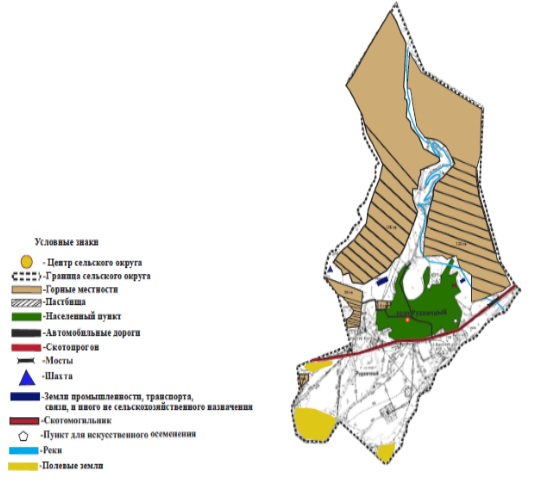 Условные знаки
- Центр сельского округа
-Граница сельского округа
-Горные местности
-Пастбища
-Населенный пункт
-Автомобильные дороги
-Скотопрогон
-Мосты
-Шахта
-Земли промышленности, транспорта,
связи, и иного не сельскохозяйственного назначения
-Скотомогильник
-Пункт для искусственного осеменения
-Реки
-Полевые земли